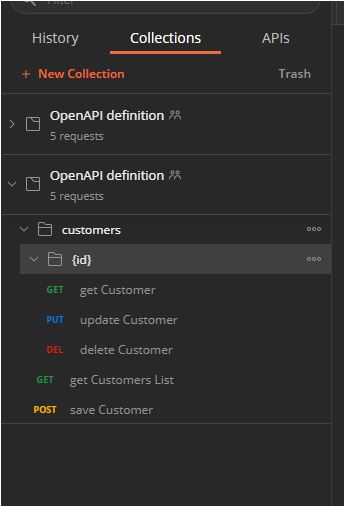 Filter
History Collections APIs
+ New Collection Trash
OpenAPI definition
5 requests
OpenAPI definition
5 requests
customers
{id}
GET get Customer
PUT update Customer
DEL delete Customer
GET get Customers List
POST save Customer